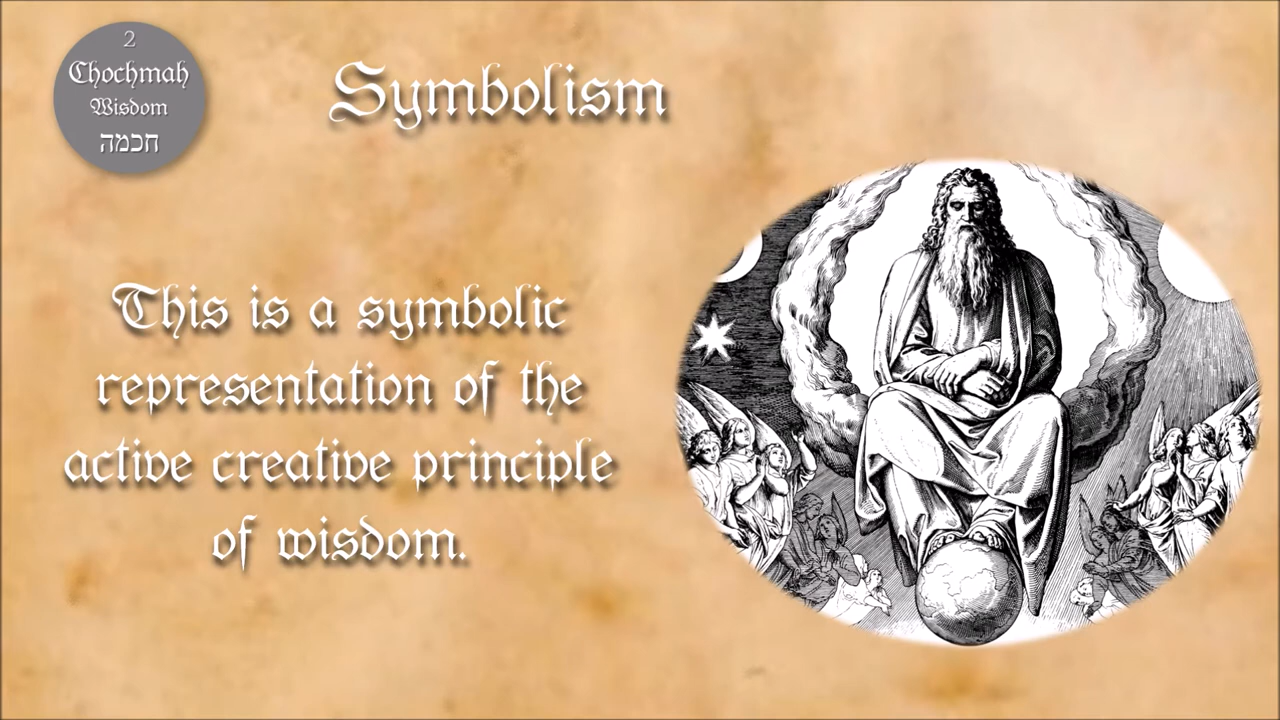 2
Chochmah
Wisdom
חכמה
Symbolism
This is a symbolic
representation of the
active creative principle
of wisdom.